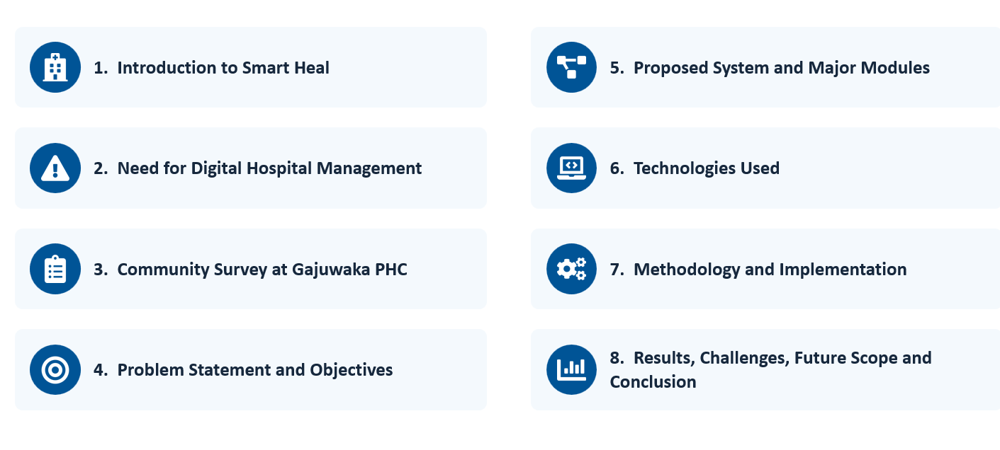 1. Introduction to Smart Heal
2. Need for Digital Hospital Management
3. Community Survey at Gajuwaka PHC
4. Problem Statement and Objectives
5. Proposed System and Major Modules
6. Technologies Used
7. Methodology and Implementation
8. Results, Challenges, Future Scope and
Conclusion